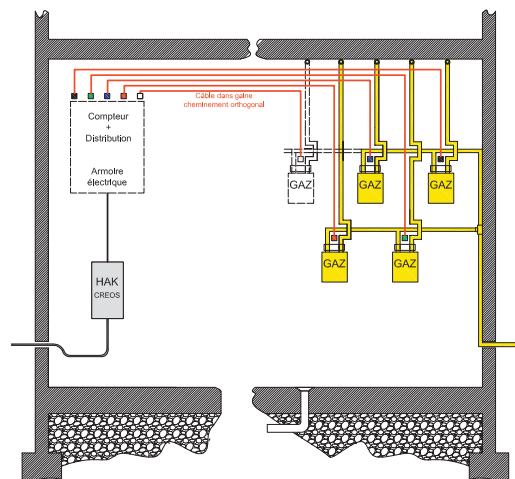 Câble dans gaine
cheminement orthogonal
Compteur
+
Distribution
Armoire
électrique
GAZ
GAZ
GAZ
GAZ
GAZ
HAK
CREOS